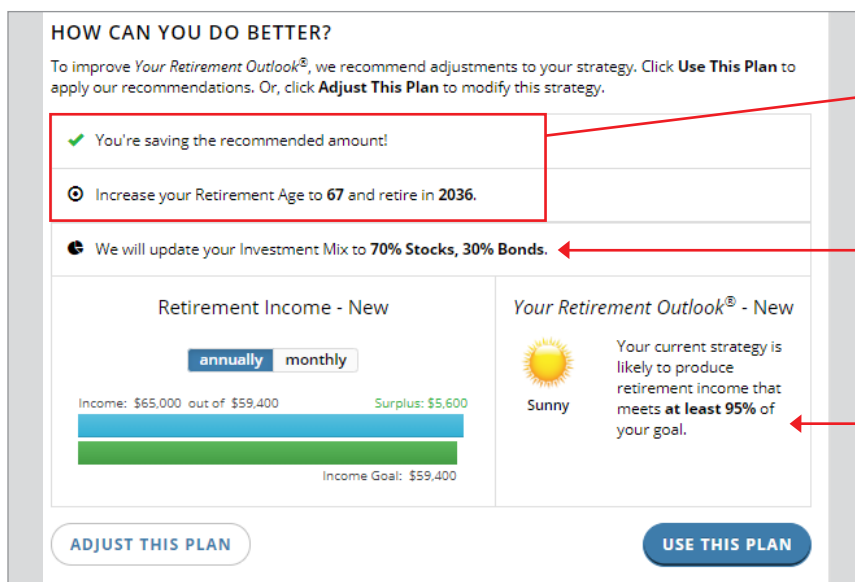 HOW CAN YOU DO BETTER?
To improve Your Retirement Outlook®, we recommend adjustments to your strategy. Click Use This Plan to
apply our recommendations. Or, click Adjust This Plan to modify this strategy.
You're saving the recommended amount!
Increase your Retirement Age to 67 and retire in 2036.
We will update your Investment Mix to 70% Stocks, 30% Bonds.
Retirement Income - New
annually monthly
Income: $65,000 out of $59,400 Surplus: $5,600
Income Goal: $59,400
Your Retirement Outlook® - New
Sunny
Your current strategy is
likely to produce
retirement income that
meets at least 95% of
your goal.
ADJUST THIS PLAN
USE THIS PLAN